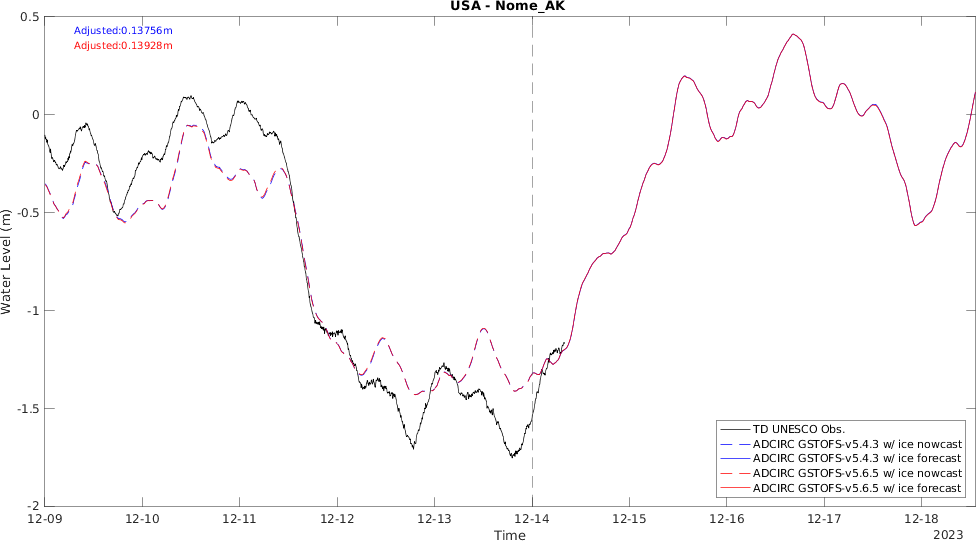 USA - Nome_AK
Adjusted:0.13756m
Adjusted:0.13928m
0.5
0
-0.5
-1
-1.5
-2
Water Level (m)
TD UNESCO Obs.
ADCIRC GSTOFS-v5.4.3 w/ ice nowcast
ADCIRC GSTOFS-v5.4.3 w/ ice forecast
ADCIRC GSTOFS-v5.6.5 w/ ice nowcast
ADCIRC GSTOFS-v5.6.5 w/ ice forecast
12-09 12-10 12-11 12-12 12-13 12-14 12-15 12-16 12-17 12-18
Time
2023